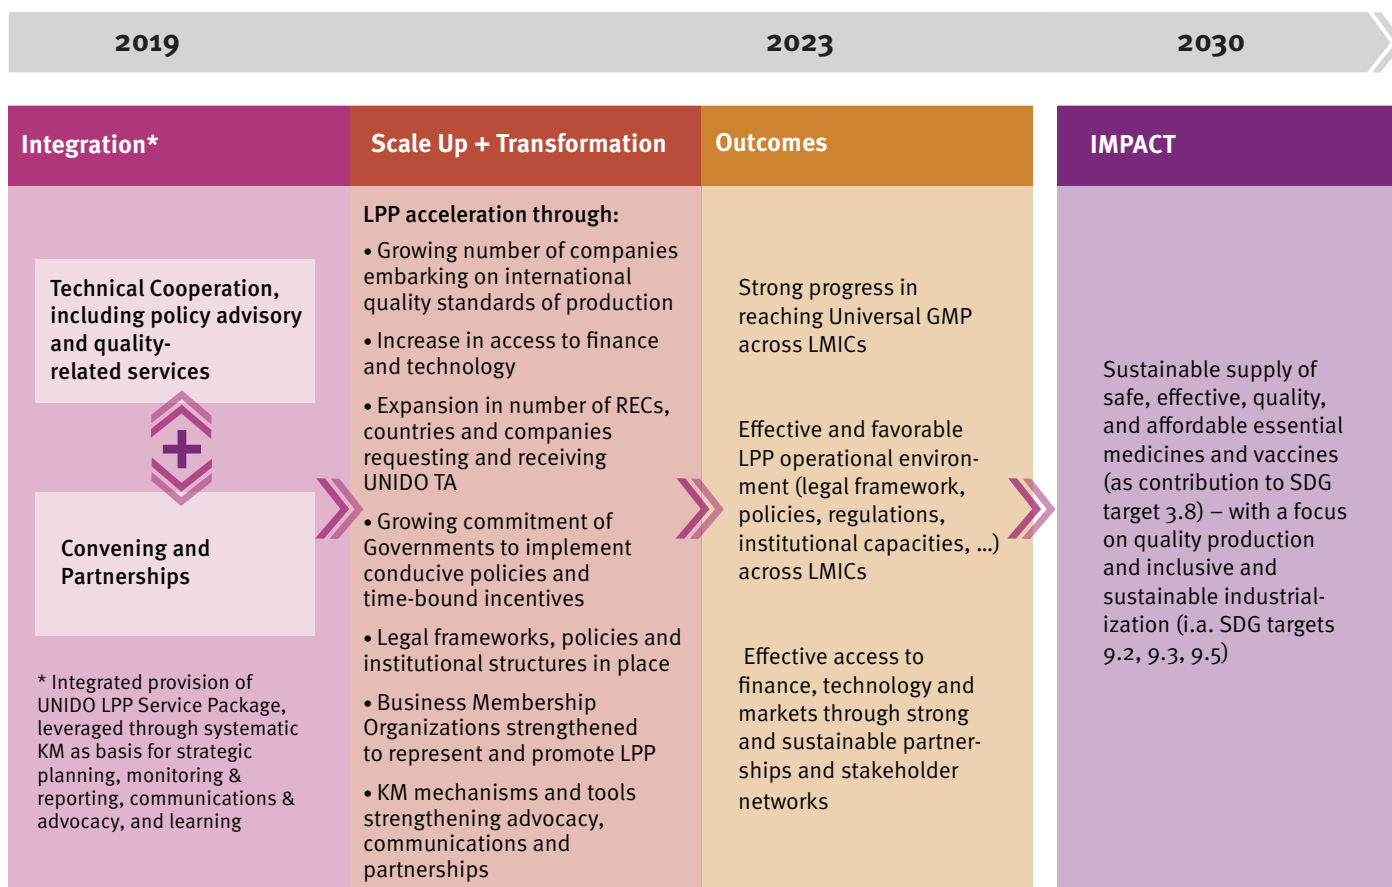 2019
2023
2030
Integration*
Technical Cooperation,
including policy advisory
and quality-
related services
+
Convening and
Partnerships
* Integrated provision of
UNIDO LPP Service Package,
leveraged through systematic
KM as basis for strategic
planning, monitoring &
reporting, communications &
advocacy, and learning
Scale Up + Transformation
LPP acceleration through:
• Growing number of companies
embarking on international
quality standards of production
• Increase in access to finance
and technology
• Expansion in number of RECs,
countries and companies
requesting and receiving
UNIDO TA
• Growing commitment of
Governments to implement
conducive policies and
time-bound incentives
• Legal frameworks, policies and
institutional structures in place
• Business Membership
Organizations strengthened
to represent and promote LPP
• KM mechanisms and tools
strengthening advocacy,
communications and
partnerships
Outcomes
Strong progress in
reaching Universal GMP
across LMICs
Effective and favorable
LPP operational environ-
ment (legal framework,
policies, regulations,
institutional capacities, ...)
across LMICs
Effective access to
finance, technology and
markets through strong
and sustainable partner-
ships and stakeholder
networks
IMPACT
Sustainable supply of
safe, effective, quality,
and affordable essential
medicines and vaccines
(as contribution to SDG
target 3.8) – with a focus
on quality production
and inclusive and
sustainable industrial-
ization (i.a. SDG targets
9.2, 9.3, 9.5)